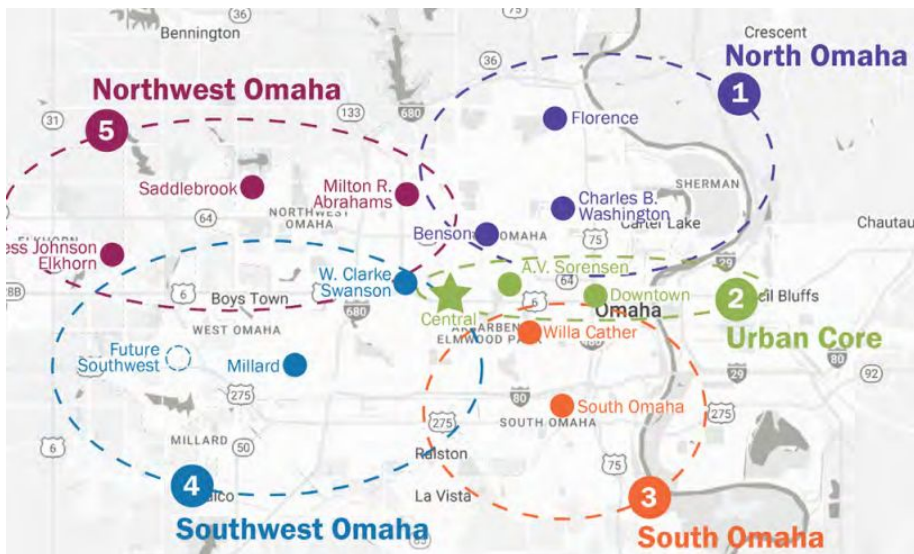 75
36
Bennington
Crescent
North Omaha
36
1
Northwest Omaha
680
133
31
5
Florence
Saddlebrook
Milton R.
Abrahams
SHERMAN
Charles B.
Washington
64
NORTHWEST
OMAHA
Carter Lake
Chautau
Benson
OMAHA
75
ess Johnson
Elkhorn
29
A.V. Sorensen
W. Clarke
Swanson
64
6
Boys Town
6
Downtown
2
cil Bluffs
680
Central
Omaha
WEST OMAHA
Willa Cather
Urban Core
ELMWOOD
Future
Southwest
Millard
80
29
92
275
80
South Omaha
275
275
SOUTH OMAHA
MILLARD
6
50
Ralston
75
4
La Vista
3
Southwest Omaha
South Omaha